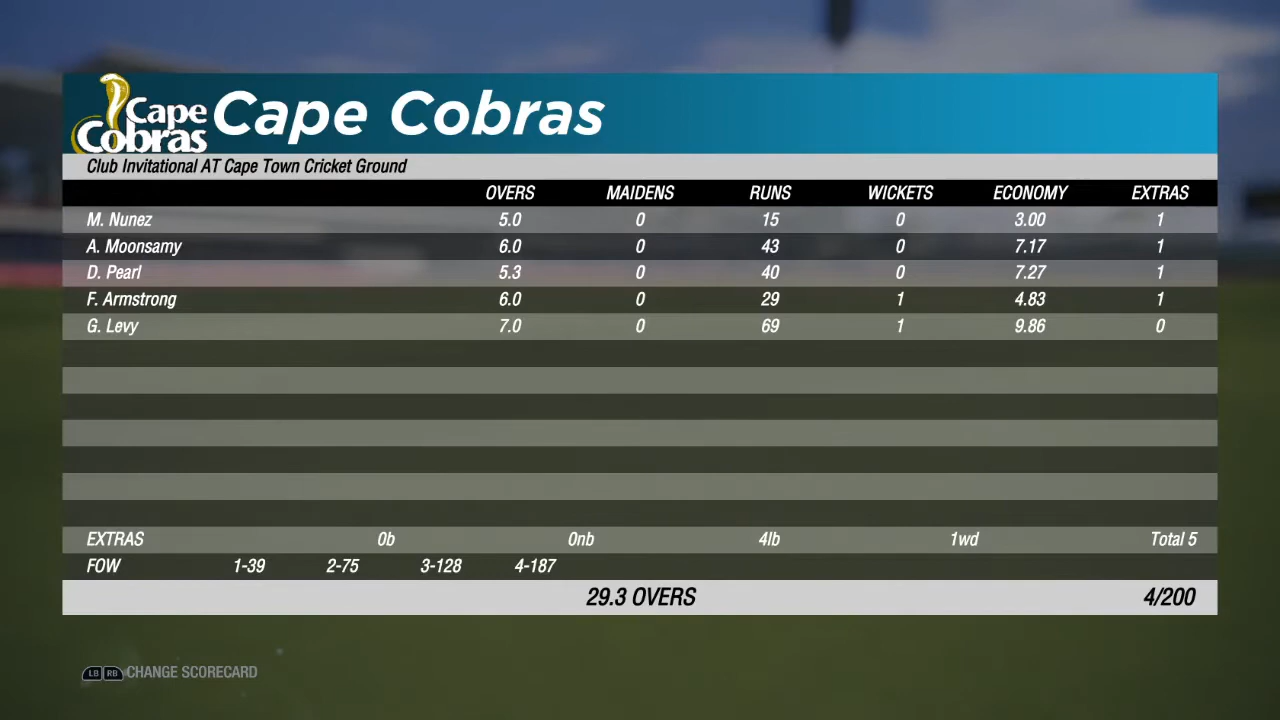 Cape Cobras
Cape Cobras
Club Invitational AT Cape Town Cricket Ground
OVERS MAIDENS RUNS WICKETS ECONOMY EXTRAS
M. Nunez 5.0 0 15 0 3.00 1
A. Moonsamy 6.0 0 43 0 7.17 1
D. Pearl 5.3 0 40 0 7.27 1
F. Armstrong 6.0 0 29 1 4.83 1
G. Levy 7.0 0 69 1 9.86 0
EXTRAS 0b 0nb 4lb 1wd Total 5
FOW 1-39 2-75 3-128 4-187
29.3 OVERS 4/200
LB RB CHANGE SCORECARD